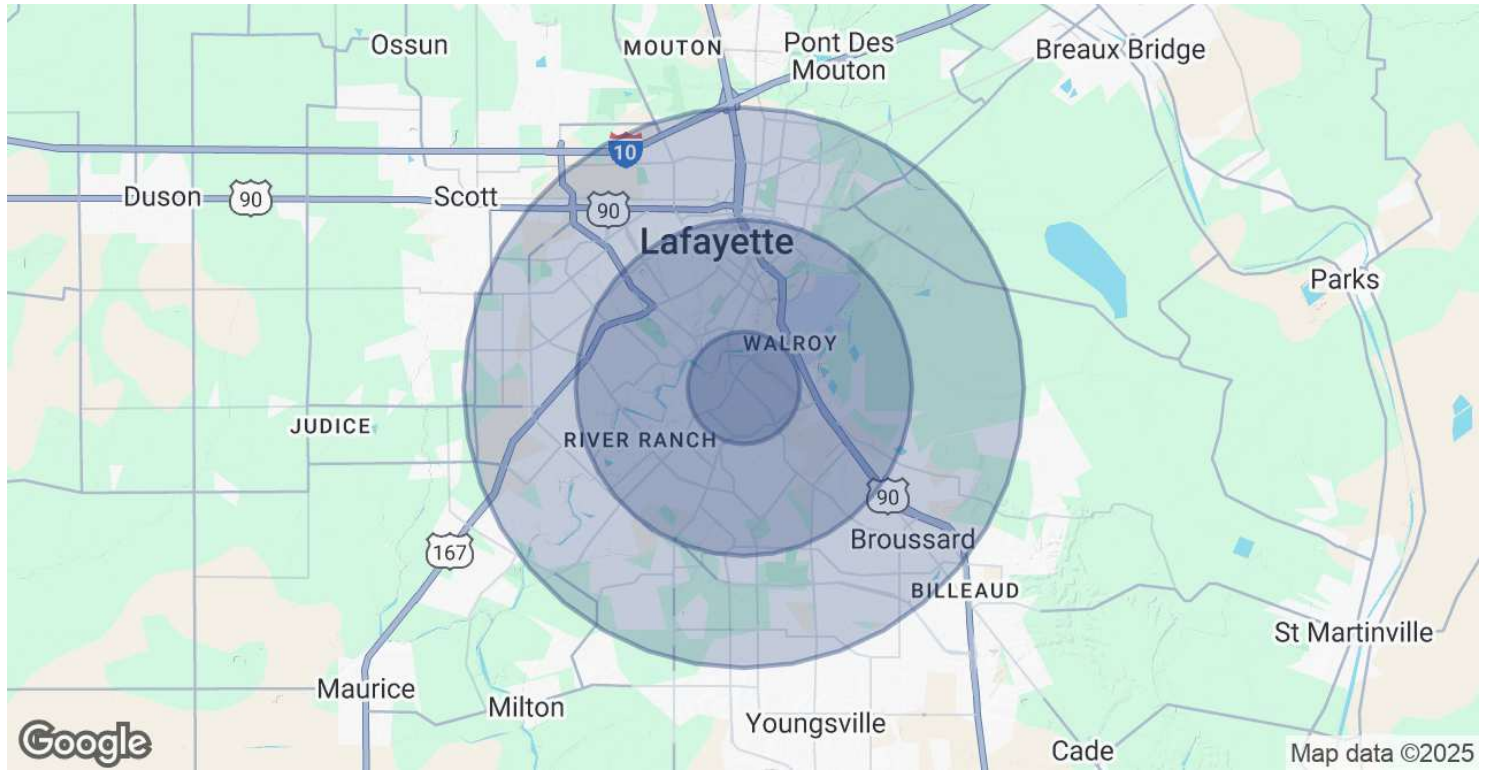 Ossun
MOUTON
Pont Des
Mouton
Breaux Bridge
10
Duson
90
Scott
90
Lafayette
Parks
WALROY
JUDICE
RIVER RANCH
90
167
Broussard
BILLEAUD
St Martinville
Maurice
Milton
Youngsville
Cade
Google
Map data ©2025